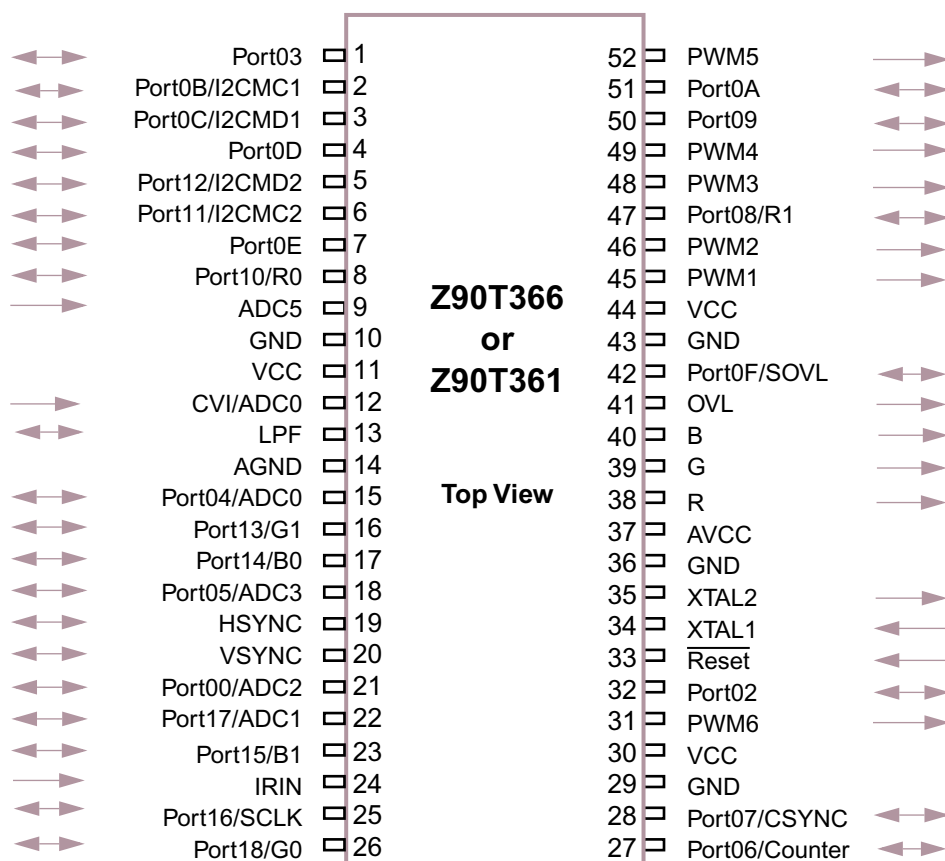 Port03 1
Port0B/I2CMC1 2
Port0C/I2CMD1 3
Port0D 4
Port12/I2CMD2 5
Port11/I2CMC2 6
Port0E 7
Port10/R0 8
ADC5 9
GND 10
VCC 11
CVI/ADC0 12
LPF 13
AGND 14
Port04/ADC0 15
Port13/G1 16
Port14/B0 17
Port05/ADC3 18
HSYNC 19
VSYNC 20
Port00/ADC2 21
Port17/ADC1 22
Port15/B1 23
IRIN 24
Port16/SCLK 25
Port18/G0 26
Z90T366
or
Z90T361
Top View
52 PWM5
51 Port0A
50 Port09
49 PWM4
48 PWM3
47 Port08/R1
46 PWM2
45 PWM1
44 VCC
43 GND
42 Port0F/SOVL
41 OVL
40 B
39 G
38 R
37 AVCC
36 GND
35 XTAL2
34 XTAL1
33 Reset
32 Port02
31 PWM6
30 VCC
29 GND
28 Port07/CSYNC
27 Port06/Counter